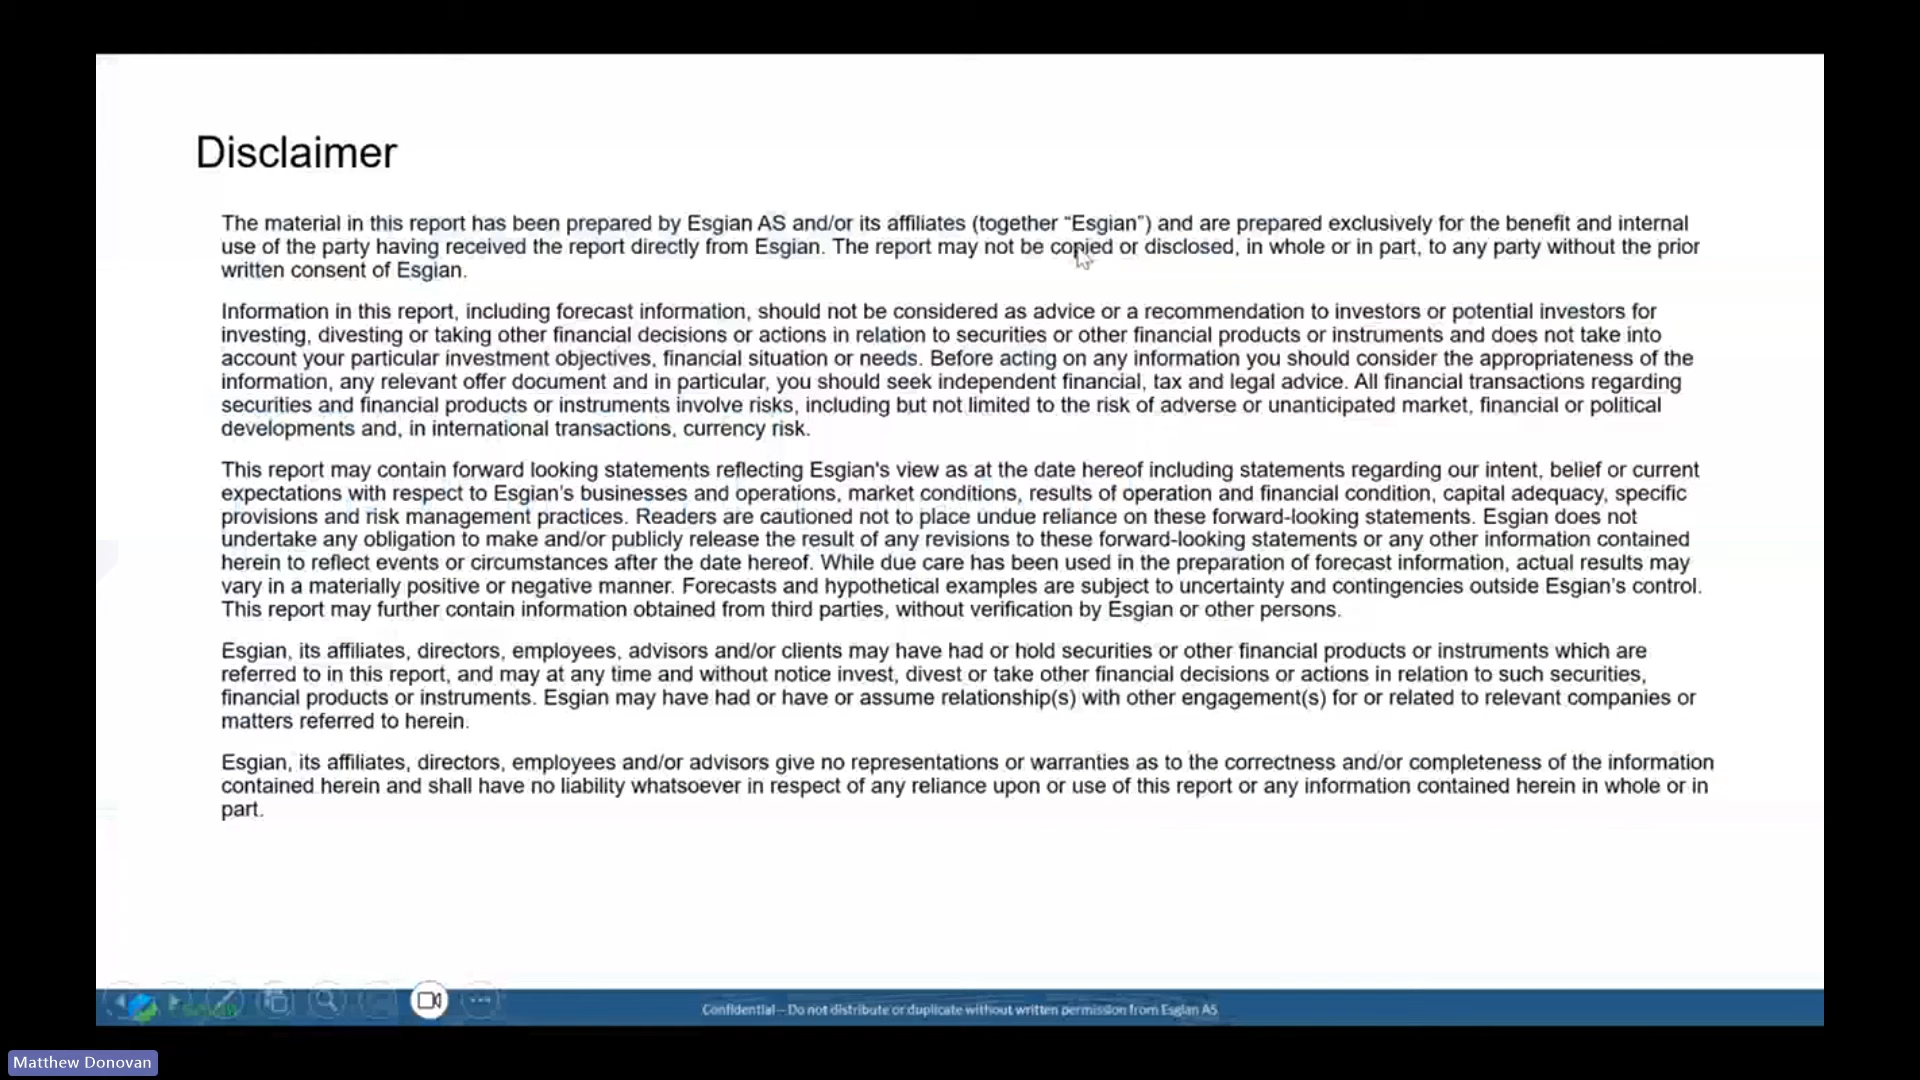 Disclaimer
The material in this report has been prepared by Esgian AS and/or its affiliates (together “Esgian”) and are prepared exclusively for the benefit and internal
use of the party having received the report directly from Esgian. The report may not be copied or disclosed, in whole or in part, to any party without the prior
written consent of Esgian.
Information in this report, including forecast information, should not be considered as advice or a recommendation to investors or potential investors for
investing, divesting or taking other financial decisions or actions in relation to securities or other financial products or instruments and does not take into
account your particular investment objectives, financial situation or needs. Before acting on any information you should consider the appropriateness of the
information, any relevant offer document and in particular, you should seek independent financial, tax and legal advice. All financial transactions regarding
securities and financial products or instruments involve risks, including but not limited to the risk of adverse or unanticipated market, financial or political
developments and, in international transactions, currency risk.
This report may contain forward looking statements reflecting Esgian's view as at the date hereof including statements regarding our intent, belief or current
expectations with respect to Esgian’s businesses and operations, market conditions, results of operation and financial condition, capital adequacy, specific
provisions and risk management practices. Readers are cautioned not to place undue reliance on these forward-looking statements. Esgian does not
undertake any obligation to make and/or publicly release the result of any revisions to these forward-looking statements or any other information contained
herein to reflect events or circumstances after the date hereof. While due care has been used in the preparation of forecast information, actual results may
vary in a materially positive or negative manner. Forecasts and hypothetical examples are subject to uncertainty and contingencies outside Esgian’s control.
This report may further contain information obtained from third parties, without verification by Esgian or other persons.
Esgian, its affiliates, directors, employees, advisors and/or clients may have had or hold securities or other financial products or instruments which are
referred to in this report, and may at any time and without notice invest, divest or take other financial decisions or actions in relation to such securities,
financial products or instruments. Esgian may have had or have or assume relationship(s) with other engagement(s) for or related to relevant companies or
matters referred to herein.
Esgian, its affiliates, directors, employees and/or advisors give no representations or warranties as to the correctness and/or completeness of the information
contained herein and shall have no liability whatsoever in respect of any reliance upon or use of this report or any information contained herein in whole or in
part.
Confidential – Do not distribute or duplicate without written permission from Esgian AS
Matthew Donovan